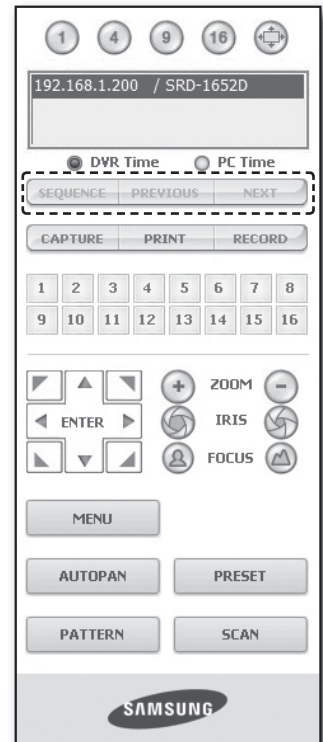 1 4 9 16
192.168.1.200 / SRD-1652D
DVR Time PC Time
SEQUENCE PREVIOUS NEXT
CAPTURE PRINT RECORD
1 2 3 4 5 6 7 8
9 10 11 12 13 14 15 16
ZOOM
ENTER IRIS
FOCUS
MENU
AUTOPAN PRESET
PATTERN SCAN
SAMSUNG